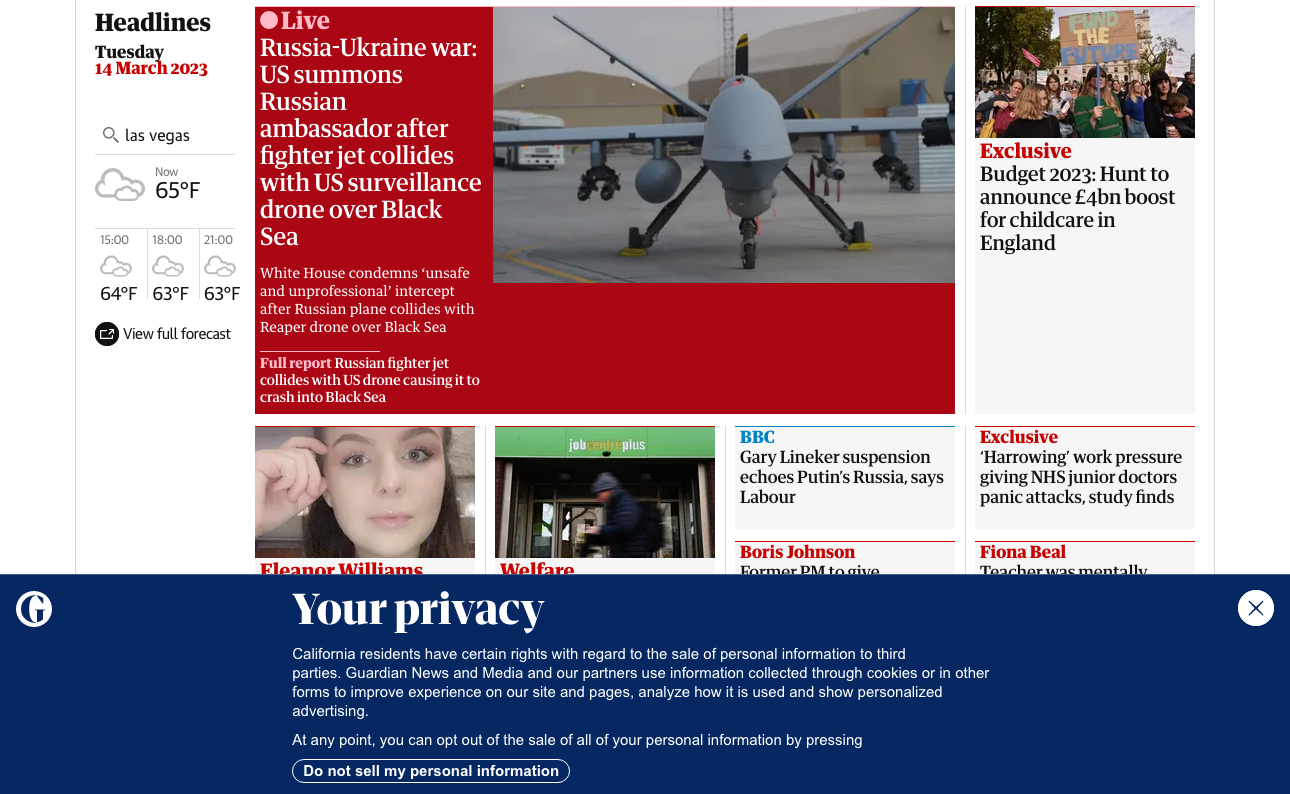 Headlines
Tuesday
14 March 2023
las vegas
Now
65°F
15:00
18:00
21:00
64°F
63°F
63°F
View full forecast
Live
Russia-Ukraine war:
US summons
Russian
ambassador after
fighter jet collides
with US surveillance
drone over Black
Sea
White House condemns ‘unsafe
and unprofessional’ intercept
after Russian plane collides with
Reaper drone over Black Sea
Full report Russian fighter jet
collides with US drone causing it to
crash into Black Sea
FUND
THE
FUTURE
Exclusive
Budget 2023: Hunt to
announce £4bn boost
for childcare in
England
Eleanor Williams
jobcentreplus
Welfare
BBC
Gary Lineker suspension
echoes Putin’s Russia, says
Labour
Boris Johnson
Former PM to give
Exclusive
‘Harrowing’ work pressure
giving NHS junior doctors
panic attacks, study finds
Fiona Beal
Teacher was mentally
Your privacy
California residents have certain rights with regard to the sale of personal information to third
parties. Guardian News and Media and our partners use information collected through cookies or in other
forms to improve experience on our site and pages, analyze how it is used and show personalized
advertising.
At any point, you can opt out of the sale of all of your personal information by pressing
Do not sell my personal information